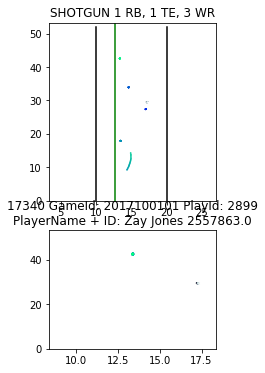 SHOTGUN 1 RB, 1 TE, 3 WR
50
40
30
20
10
0
5 10 15 20 25
17340 GameId: 2017100101 PlayId: 2899
PlayerName + ID: Zay Jones 2557863.0
40
20
0
10.0 12.5 15.0 17.5